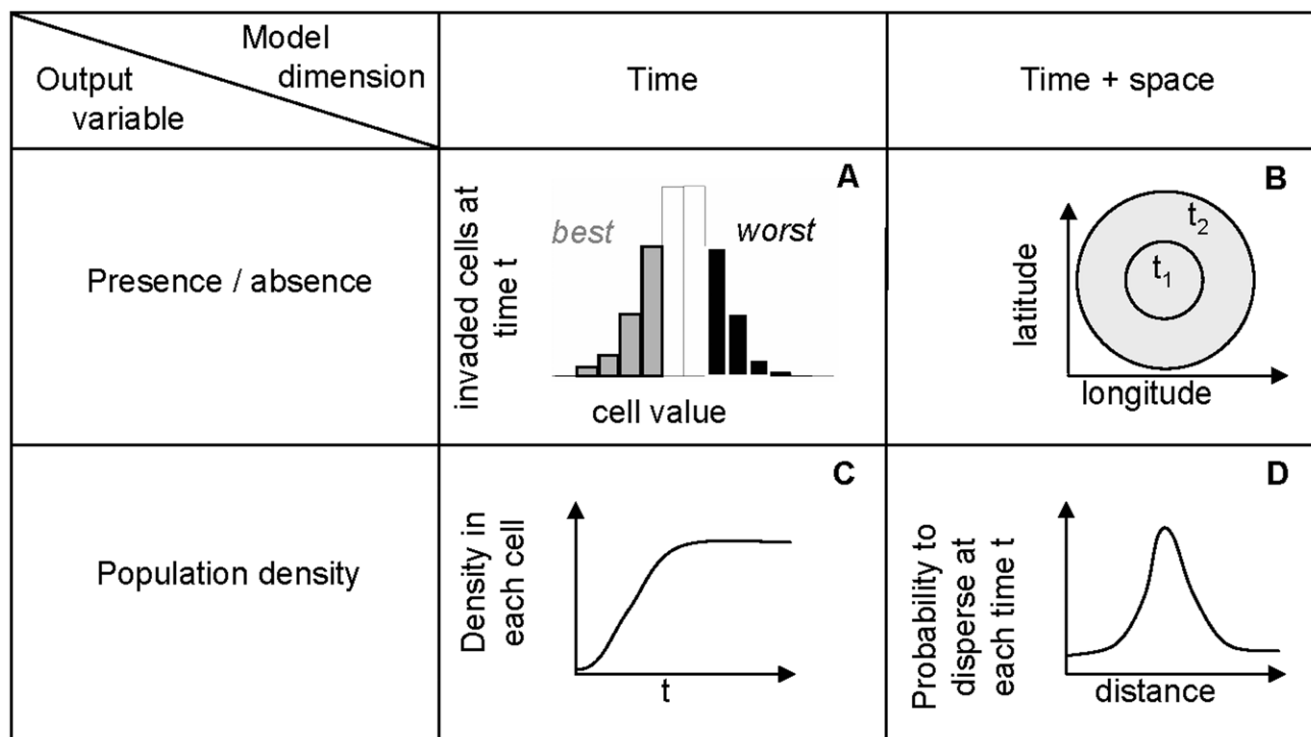 Model
dimension
Output
variable
Time
Time + space
Presence / absence
A
invaded cells at
time t
best
worst
cell value
B
latitude
t₂
t₁
longitude
Population density
C
Density in
each cell
t
D
Probability to
disperse at
each time t
distance